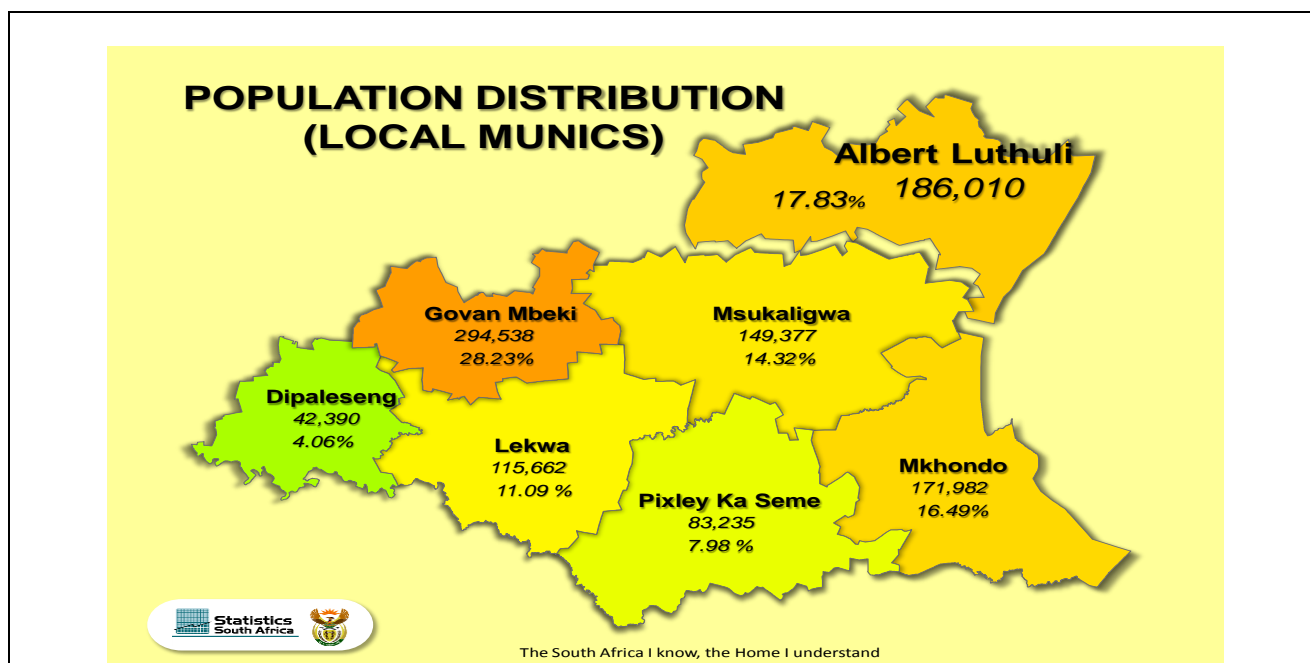 POPULATION DISTRIBUTION
(LOCAL MUNICS)
Albert Luthuli
17.83% 186,010
Govan Mbeki
294,538
28.23%
Msukaligwa
149,377
14.32%
Dipaleseng
42,390
4.06%
Lekwa
115,662
11.09 %
Mkhondo
171,982
16.49%
Pixley Ka Seme
83,235
7.98 %
Statistics
South Africa
The South Africa I know, the Home I understand